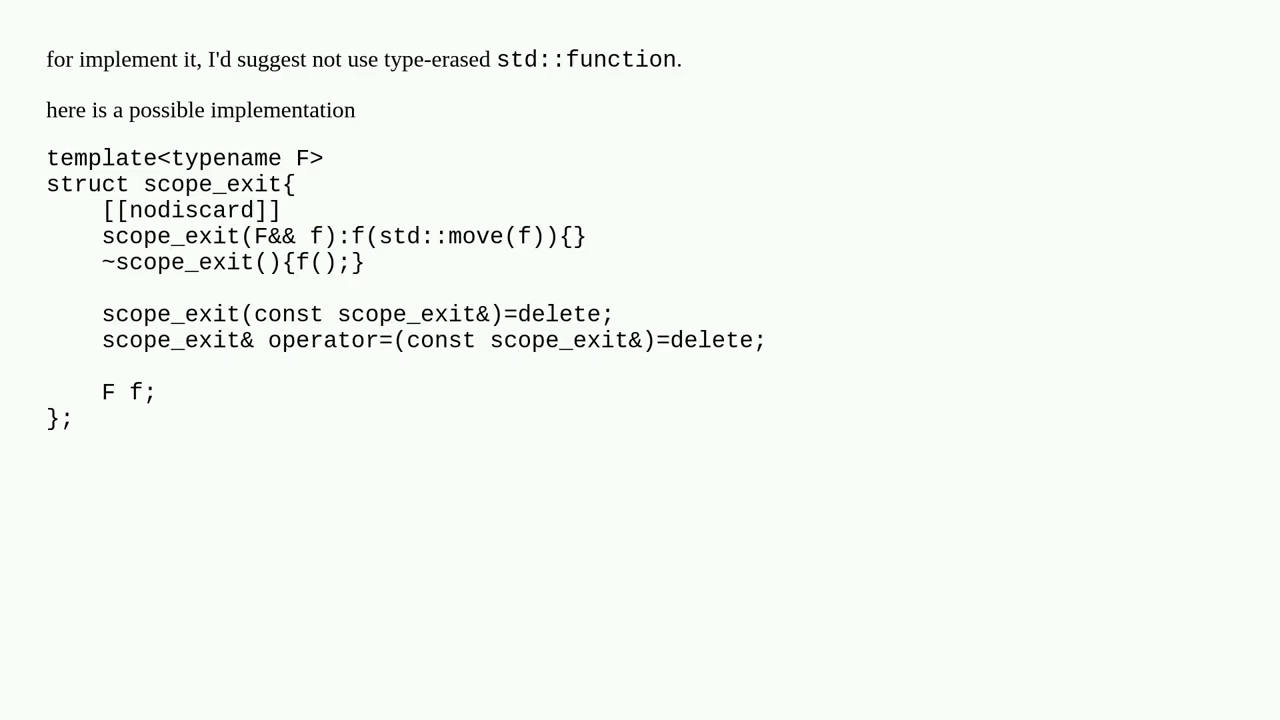 for implement it, I'd suggest not use type-erased std::function.
here is a possible implementation
template<typename F>
struct scope_exit{
    [[nodiscard]]
    scope_exit(F&& f):f(std::move(f)){}
    ~scope_exit(){f();}
    scope_exit(const scope_exit&)=delete;
    scope_exit& operator=(const scope_exit&)=delete;
    F f;
};